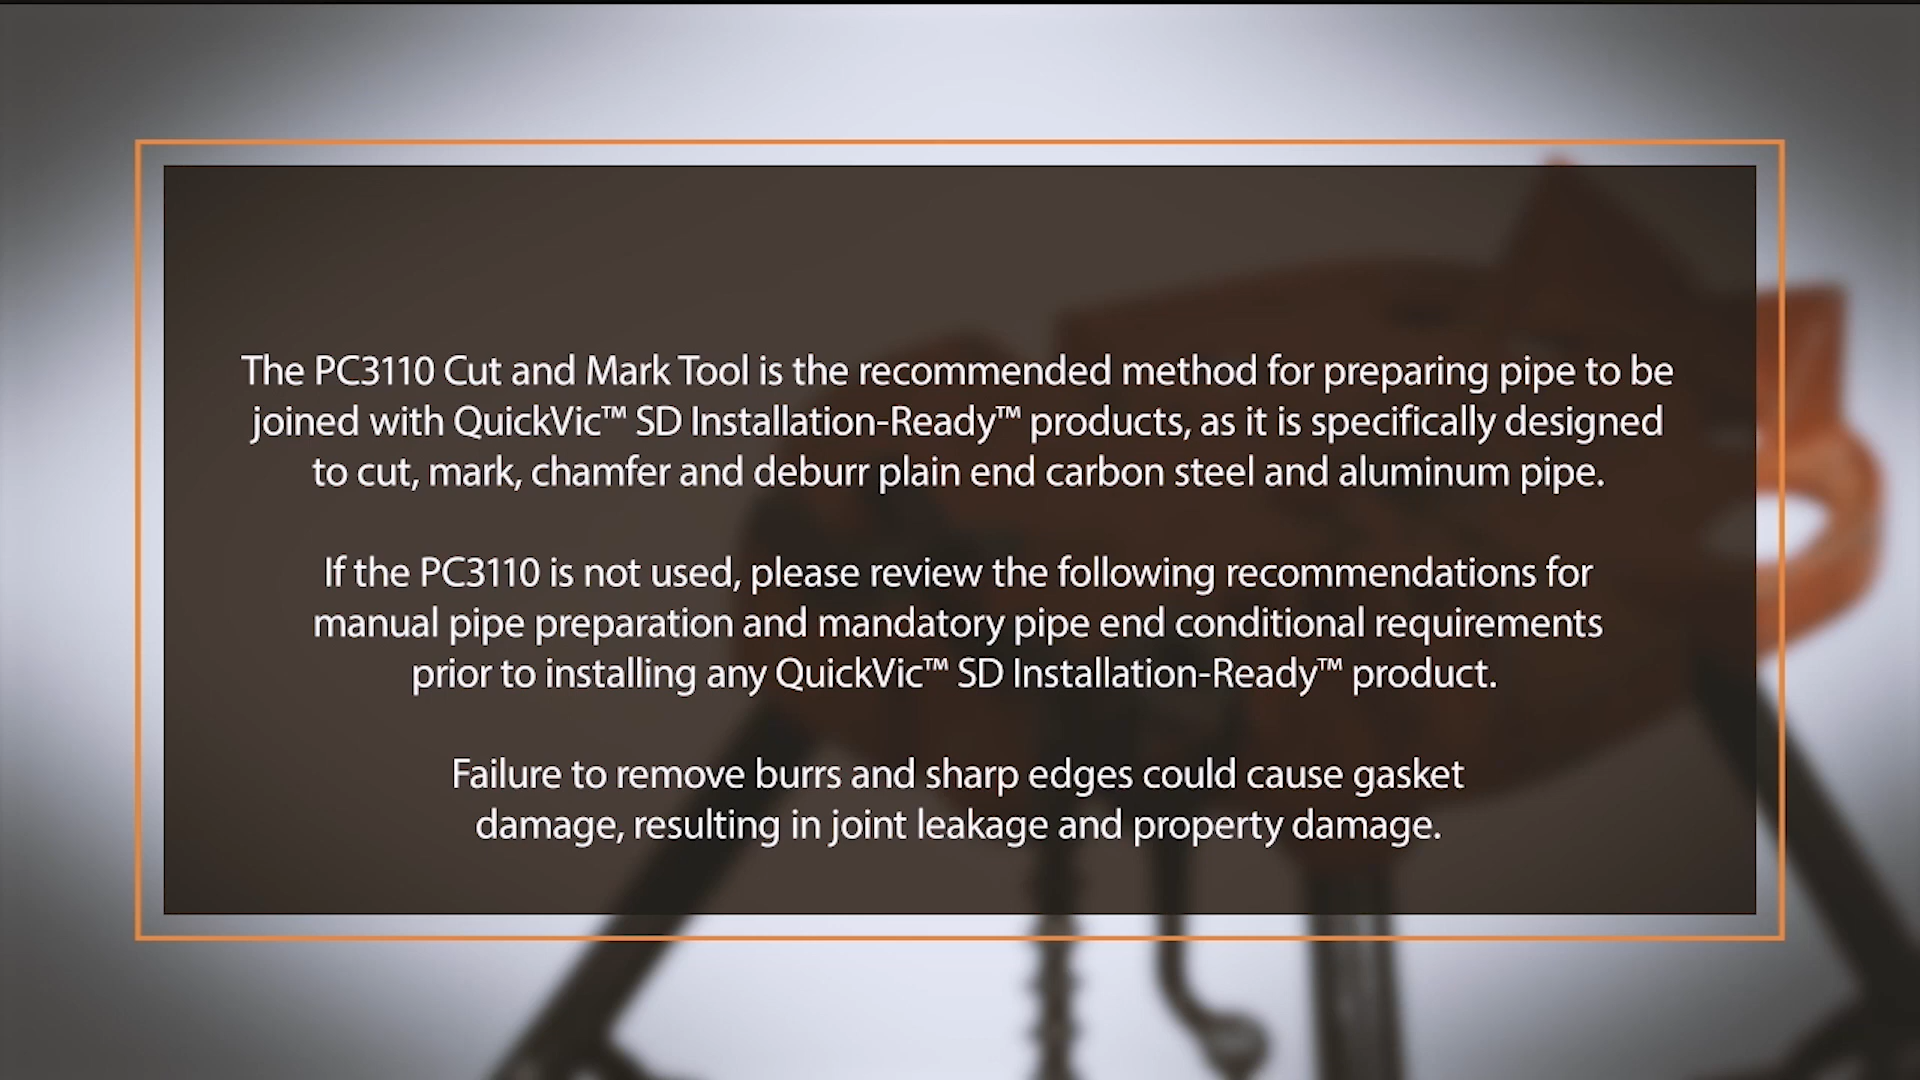 The PC3110 Cut and Mark Tool is the recommended method for preparing pipe to be
joined with QuickVic™ SD Installation-Ready™ products, as it is specifically designed
to cut, mark, chamfer and deburr plain end carbon steel and aluminum pipe.
If the PC3110 is not used, please review the following recommendations for
manual pipe preparation and mandatory pipe end conditional requirements
prior to installing any QuickVic™ SD Installation-Ready™ product.
Failure to remove burrs and sharp edges could cause gasket
damage, resulting in joint leakage and property damage.